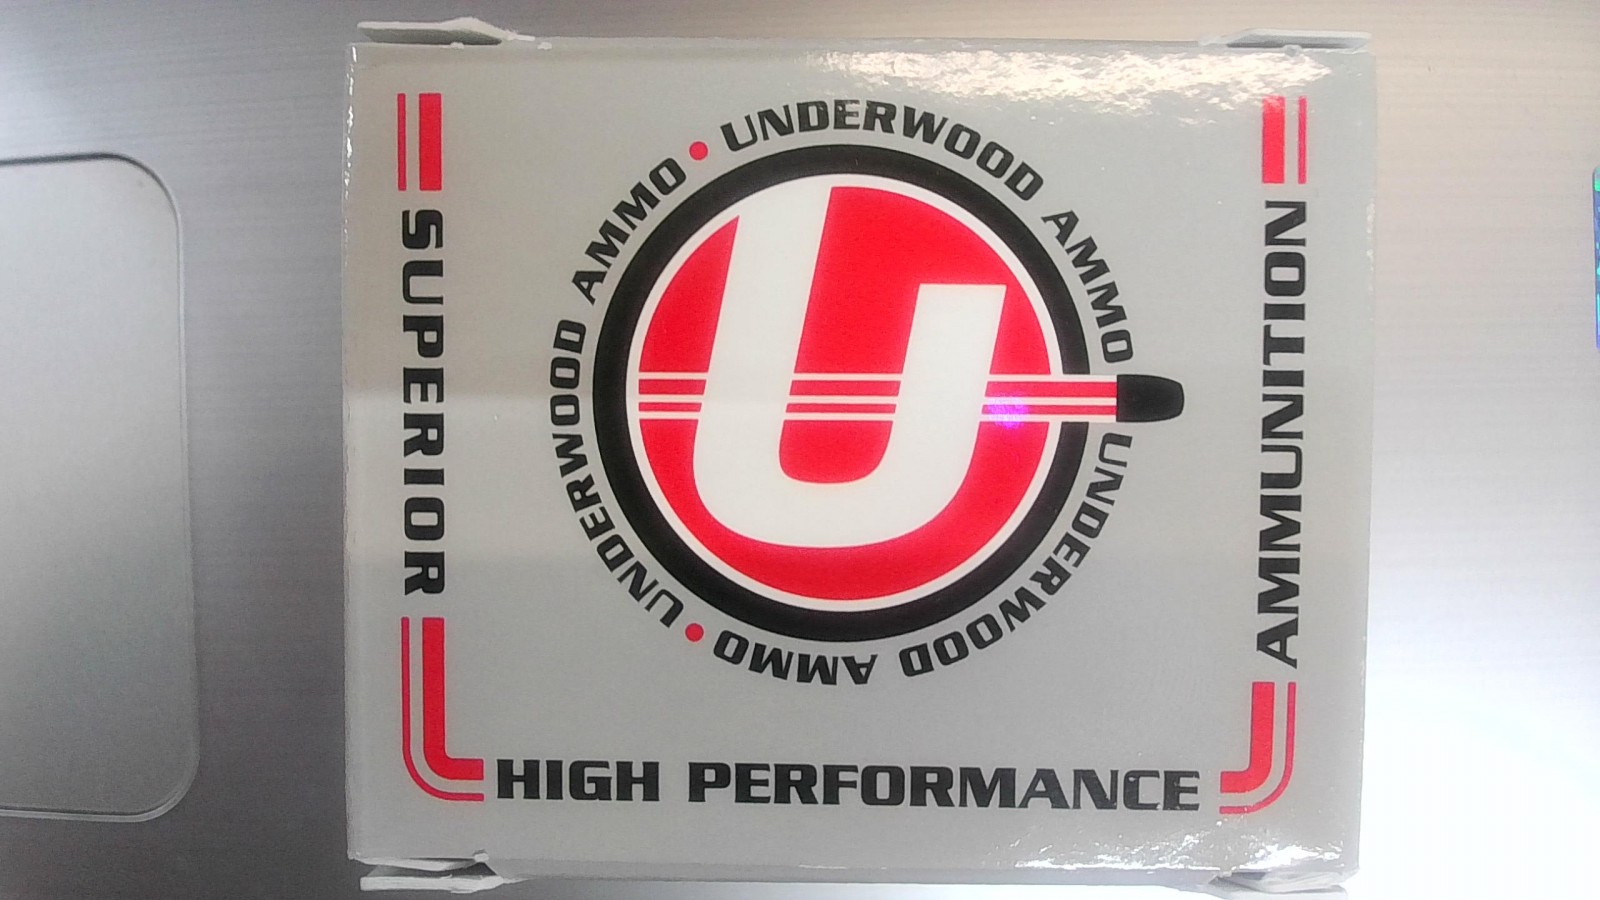 UNDERWOOD AMMO
UNDERWOOD AMMO
UNDERWOOD AMMO
U
SUPERIOR
HIGH PERFORMANCE
AMMUNITION